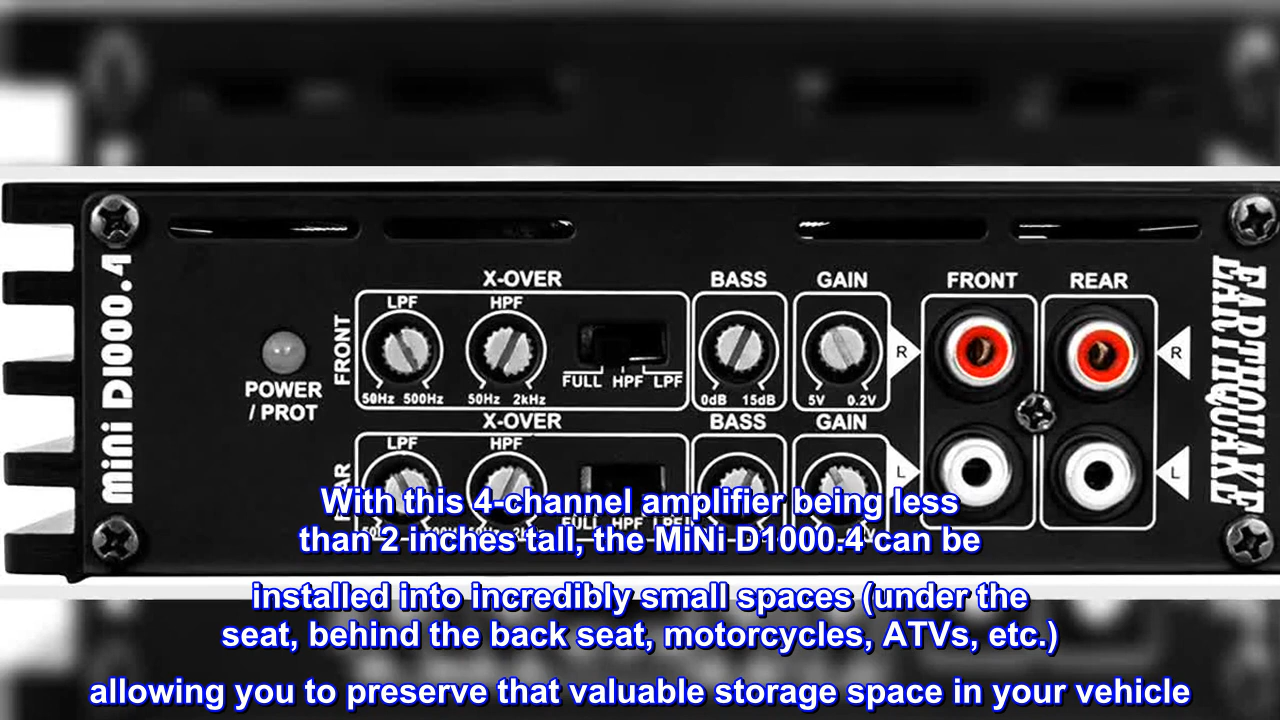 mini D1000.4
POWER
/ PROT
FRONT
X-OVER
LPF
HPF
50Hz 500Hz
50Hz 2kHz
FULL HPF LPF
BASS
0dB 15dB
GAIN
5V 0.2V
FRONT
REAR
R
R
X-OVER
LPF
HPF
BASS
GAIN
L
L
FULL HPF LPF
EARTHQUAKE
With this 4-channel amplifier being less
than 2 inches tall, the MiNi D1000.4 can be
installed into incredibly small spaces (under the
seat, behind the back seat, motorcycles, ATVs, etc.)
allowing you to preserve that valuable storage space in your vehicle